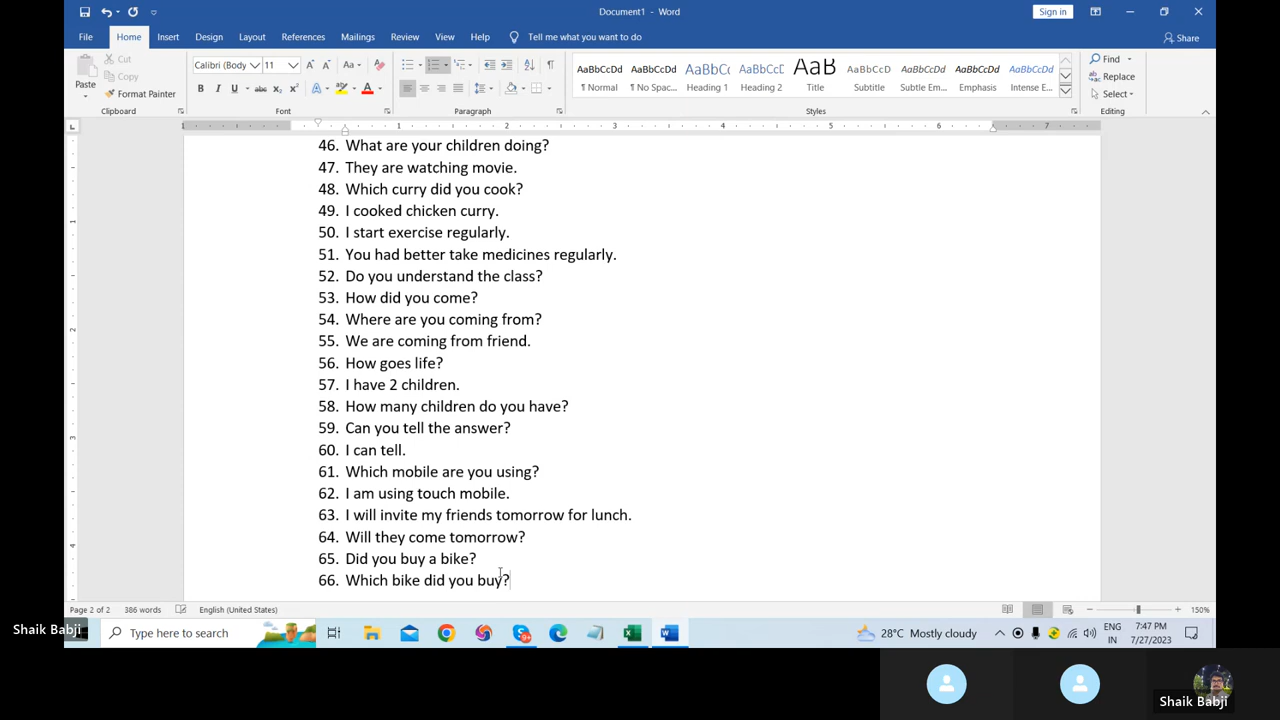 Document1 - Word
Sign in
File Home Insert Design Layout References Mailings Review View Help Tell me what you want to do
Share
Paste
Cut
Copy
Format Painter
Calibri (Body 11
AaBbCcDd AaBbCcDd AaBbCc AaBbCcC AaB AaBbCcD AaBbCcDd AaBbCcDd AaBbCcDd
¶ Normal ¶ No Spac... Heading 1 Heading 2 Title Subtitle Subtle Em... Emphasis Intense E...
Find
Replace
Select
Clipboard Font Paragraph Styles Editing
46. What are your children doing?
47. They are watching movie.
48. Which curry did you cook?
49. I cooked chicken curry.
50. I start exercise regularly.
51. You had better take medicines regularly.
52. Do you understand the class?
53. How did you come?
54. Where are you coming from?
55. We are coming from friend.
56. How goes life?
57. I have 2 children.
58. How many children do you have?
59. Can you tell the answer?
60. I can tell.
61. Which mobile are you using?
62. I am using touch mobile.
63. I will invite my friends tomorrow for lunch.
64. Will they come tomorrow?
65. Did you buy a bike?
66. Which bike did you buy?
Page 2 of 2 386 words English (United States) 150%
Shaik Babji
Type here to search
28°C Mostly cloudy
ENG
IN
7:47 PM
7/27/2023
Shaik Babji